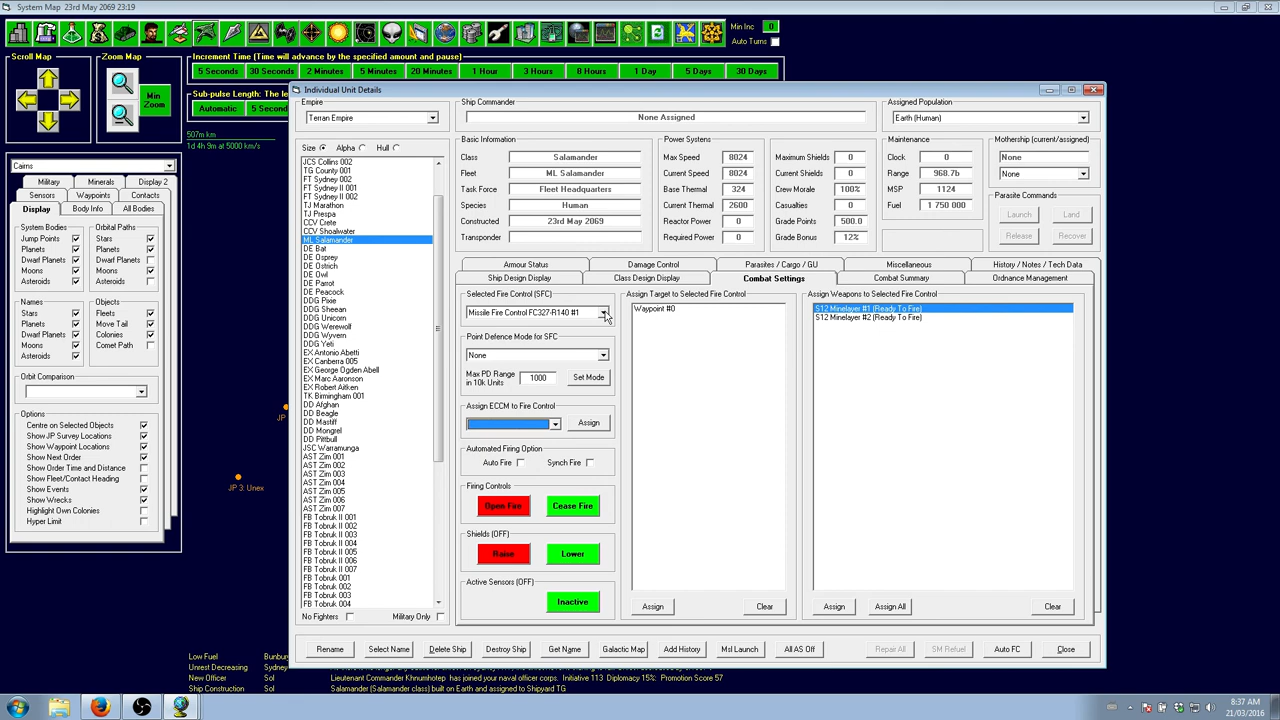 System Map  23rd May 2069 23:19
Min Inc 0
Auto Turns
Scroll Map
Zoom Map
Min Zoom
Increment Time (Time will advance by the specified amount and pause)
5 Seconds 30 Seconds 2 Minutes 5 Minutes 20 Minutes 1 Hour 3 Hours 8 Hours 1 Day 5 Days 30 Days
Sub-pulse Length: The le
Automatic 5 Second
507m km
1d 4h 9m at 5000 km/s
Cairns
Military Minerals Display 2
Sensors Waypoints Contacts
Display Body Info All Bodies
System Bodies
Jump Points
Planets
Dwarf Planets
Moons
Asteroids
Orbital Paths
Stars
Planets
Dwarf Planets
Moons
Asteroids
Names
Stars
Planets
Dwarf Planets
Moons
Asteroids
Objects
Fleets
Move Tail
Colonies
Comet Path
Orbit Comparison
Options
Centre on Selected Objects
Show JP Survey Locations
Show Waypoint Locations
Show Next Order
Show Order Time and Distance
Show Fleet/Contact Heading
Show Events
Show Wrecks
Highlight Own Colonies
Hyper Limit
JP
JP 3: Unex
Low Fuel Bunbury
Unrest Decreasing Sydney
New Officer Sol Lieutenant Commander Khnumhotep has joined your naval officer corps. Initiative 113 Diplomacy 15% Promotion Score 57
Ship Construction Sol Salamander (Salamander class) built on Earth and assigned to Shipyard TG
Individual Unit Details
Empire
Terran Empire
Size Alpha Hull
JCS Collins 002
TG County 001
FT Sydney 002
FT Sydney II 001
FT Sydney II 002
TJ Marathon
TJ Prespa
CCV Crete
CCV Shoalwater
ML Salamander
DE Bat
DE Osprey
DE Ostrich
DE Owl
DE Parrot
DE Peacock
DDG Pixie
DDG Sheean
DDG Unicorn
DDG Werewolf
DDG Wyvern
DDG Yeti
EX Antonio Abetti
EX Canberra 005
EX George Ogden Abell
EX Marc Aaronson
EX Robert Aitken
TK Birmingham 001
DD Afghan
DD Beagle
DD Mastiff
DD Mongrel
DD Pittbull
JSC Warramunga
AST Zim 001
AST Zim 002
AST Zim 003
AST Zim 004
AST Zim 005
AST Zim 006
AST Zim 007
FB Tobruk II 001
FB Tobruk II 002
FB Tobruk II 003
FB Tobruk II 004
FB Tobruk II 005
FB Tobruk II 006
FB Tobruk II 007
FB Tobruk 001
FB Tobruk 002
FB Tobruk 003
FB Tobruk 004
No Fighters Military Only
Ship Commander
None Assigned
Assigned Population
Earth (Human)
Basic Information
Class Salamander
Fleet ML Salamander
Task Force Fleet Headquarters
Species Human
Constructed 23rd May 2069
Transponder
Power Systems
Max Speed 8024
Current Speed 8024
Base Thermal 324
Current Thermal 2600
Reactor Power 0
Required Power 0
Maximum Shields 0
Current Shields 0
Crew Morale 100%
Casualties 0
Grade Points 500.0
Grade Bonus 12%
Maintenance
Clock 0
Range 968.7b
MSP 1124
Fuel 1 750 000
Mothership (current/assigned)
None
None
Parasite Commands
Launch Land
Release Recover
Armour Status Damage Control Parasites / Cargo / GU Miscellaneous History / Notes / Tech Data
Ship Design Display Class Design Display Combat Settings Combat Summary Ordnance Management
Selected Fire Control (SFC)
Missile Fire Control FC327-R140 #1
Point Defence Mode for SFC
None
Max PD Range in 10k Units 1000 Set Mode
Assign ECCM to Fire Control
Assign
Automated Firing Option
Auto Fire Synch Fire
Firing Controls
Open Fire Cease Fire
Shields (OFF)
Raise Lower
Active Sensors (OFF)
Inactive
Assign Target to Selected Fire Control
Waypoint #0
Assign Clear
Assign Weapons to Selected Fire Control
S12 Minelayer #1 (Ready To Fire)
S12 Minelayer #2 (Ready To Fire)
Assign Assign All Clear
Rename Select Name Delete Ship Destroy Ship Get Name Galactic Map Add History Msl Launch All AS Off Repair All SM Refuel Auto FC Close
8:37 AM
21/03/2016